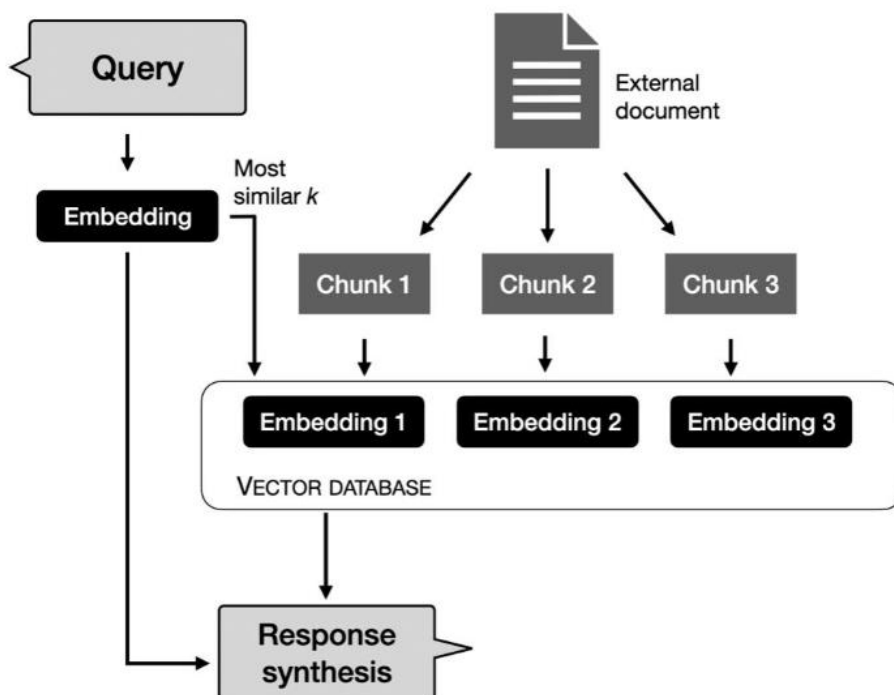 Query
External
document
Most
similar k
Embedding
Chunk 1
Chunk 2
Chunk 3
Embedding 1
Embedding 2
Embedding 3
VECTOR DATABASE
Response
synthesis